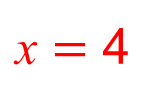 x = 4